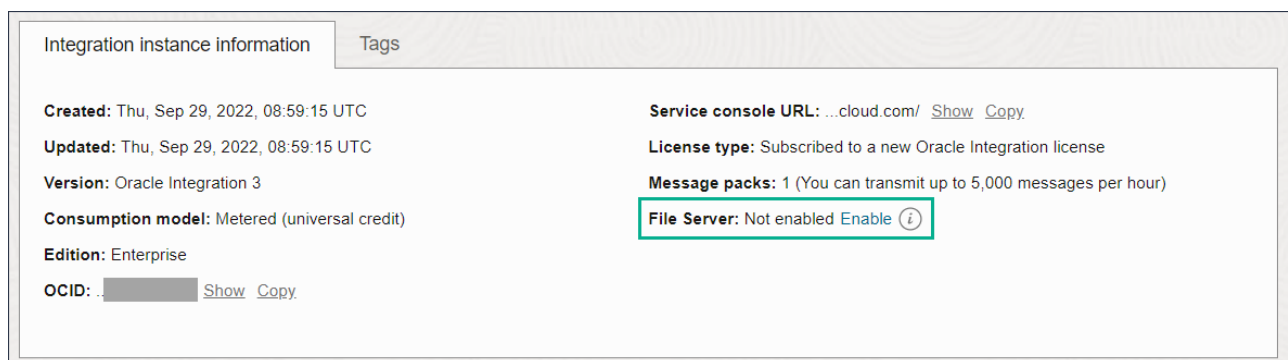 Integration instance information
Tags
Created: Thu, Sep 29, 2022, 08:59:15 UTC
Updated: Thu, Sep 29, 2022, 08:59:15 UTC
Version: Oracle Integration 3
Consumption model: Metered (universal credit)
Edition: Enterprise
OCID: .. Show Copy
Service console URL: ...cloud.com/ Show Copy
License type: Subscribed to a new Oracle Integration license
Message packs: 1 (You can transmit up to 5,000 messages per hour)
File Server: Not enabled Enable i